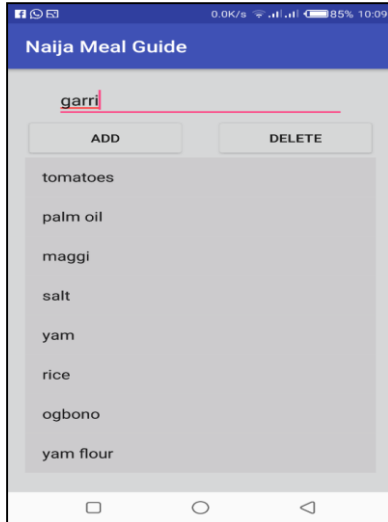 0.0K/s 85% 10:09
Naija Meal Guide
garri
ADD DELETE
tomatoes
palm oil
maggi
salt
yam
rice
ogbono
yam flour